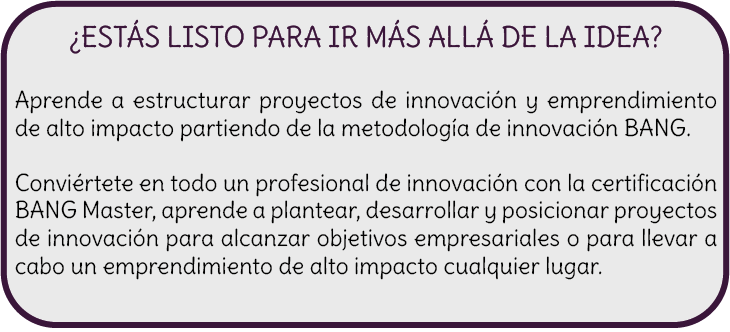 ¿ESTÁS LISTO PARA IR MÁS ALLÁ DE LA IDEA?
Aprende a estructurar proyectos de innovación y emprendimiento
de alto impacto partiendo de la metodología de innovación BANG.
Conviértete en todo un profesional de innovación con la certificación
BANG Master, aprende a plantear, desarrollar y posicionar proyectos
de innovación para alcanzar objetivos empresariales o para llevar a
cabo un emprendimiento de alto impacto cualquier lugar.